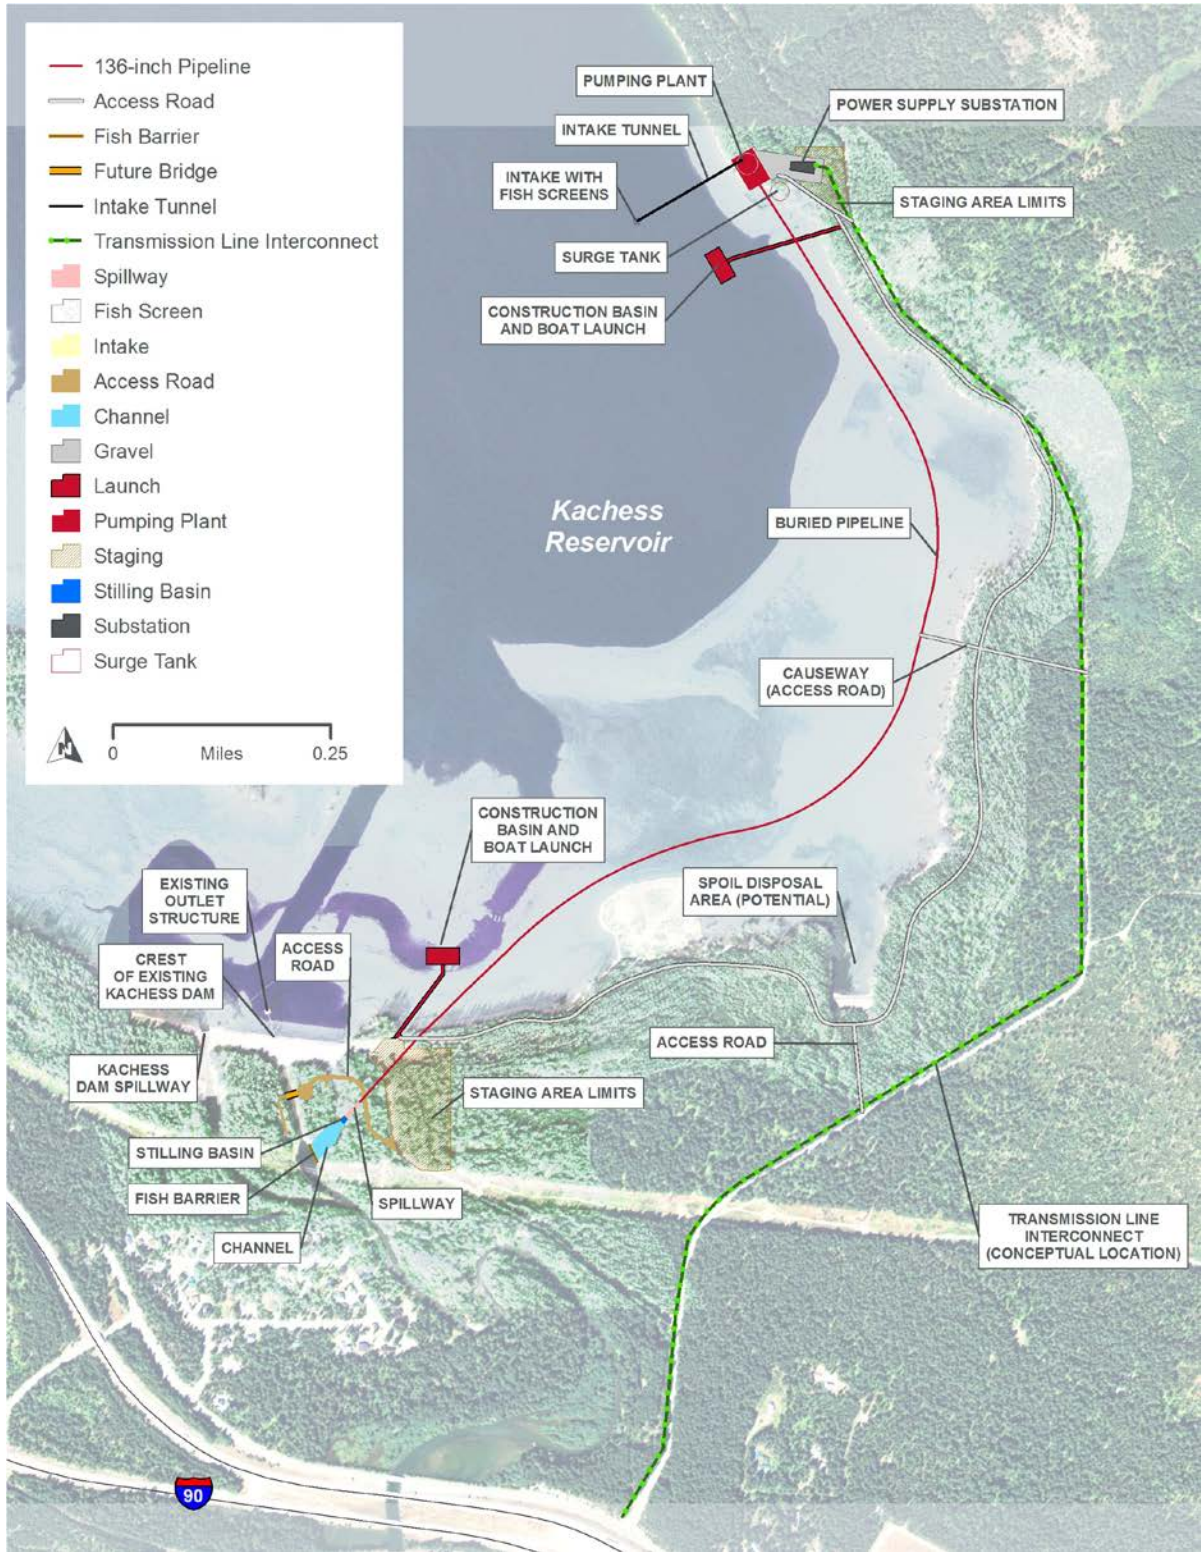 136-inch Pipeline
Access Road
Fish Barrier
Future Bridge
Intake Tunnel
Transmission Line Interconnect
Spillway
Fish Screen
Intake
Access Road
Channel
Gravel
Launch
Pumping Plant
Staging
Stilling Basin
Substation
Surge Tank
N
0
Miles
0.25
PUMPING PLANT
POWER SUPPLY SUBSTATION
INTAKE TUNNEL
INTAKE WITH
FISH SCREENS
STAGING AREA LIMITS
SURGE TANK
CONSTRUCTION BASIN
AND BOAT LAUNCH
Kachess
Reservoir
BURIED PIPELINE
CAUSEWAY
(ACCESS ROAD)
CONSTRUCTION
BASIN AND
BOAT LAUNCH
EXISTING
OUTLET
STRUCTURE
SPOIL DISPOSAL
AREA (POTENTIAL)
ACCESS
ROAD
CREST
OF EXISTING
KACHESS DAM
ACCESS ROAD
KACHESS
DAM SPILLWAY
STAGING AREA LIMITS
STILLING BASIN
FISH BARRIER
SPILLWAY
CHANNEL
TRANSMISSION LINE
INTERCONNECT
(CONCEPTUAL LOCATION)
90